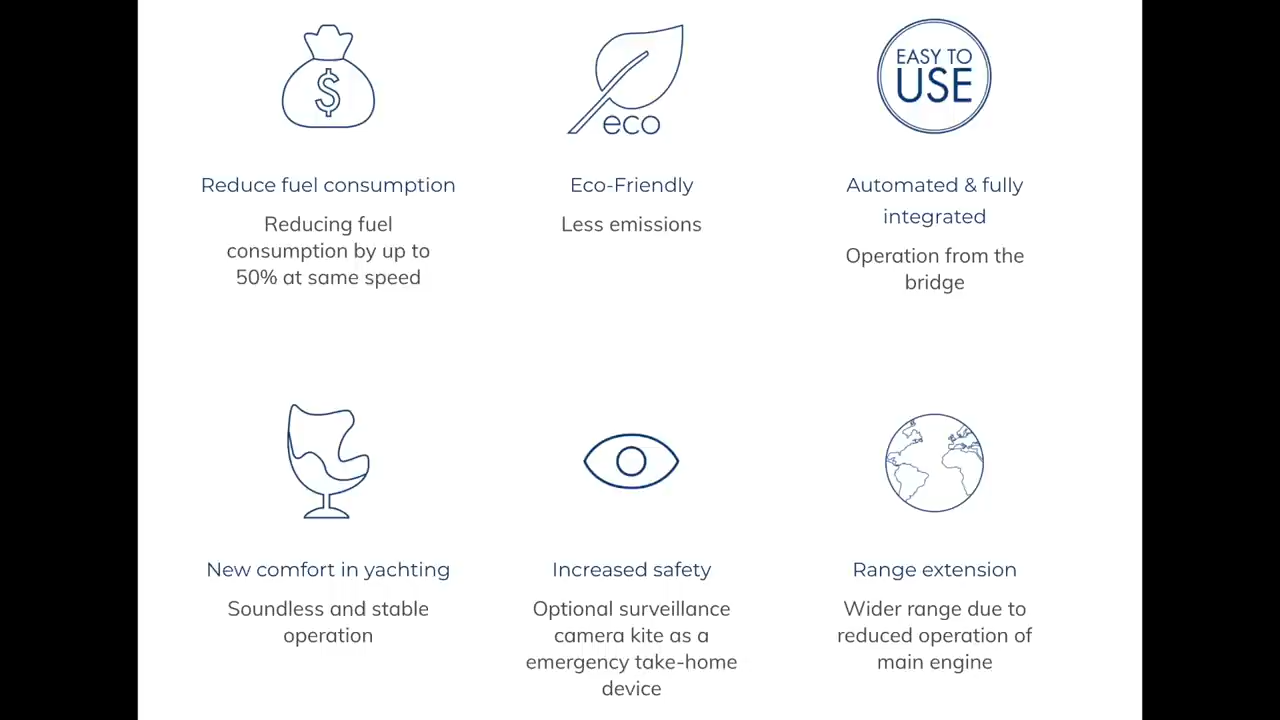 $
eco
EASY TO
USE
Reduce fuel consumption
Reducing fuel
consumption by up to
50% at same speed
Eco-Friendly
Less emissions
Automated & fully
integrated
Operation from the
bridge
New comfort in yachting
Soundless and stable
operation
Increased safety
Optional surveillance
camera kite as a
emergency take-home
device
Range extension
Wider range due to
reduced operation of
main engine